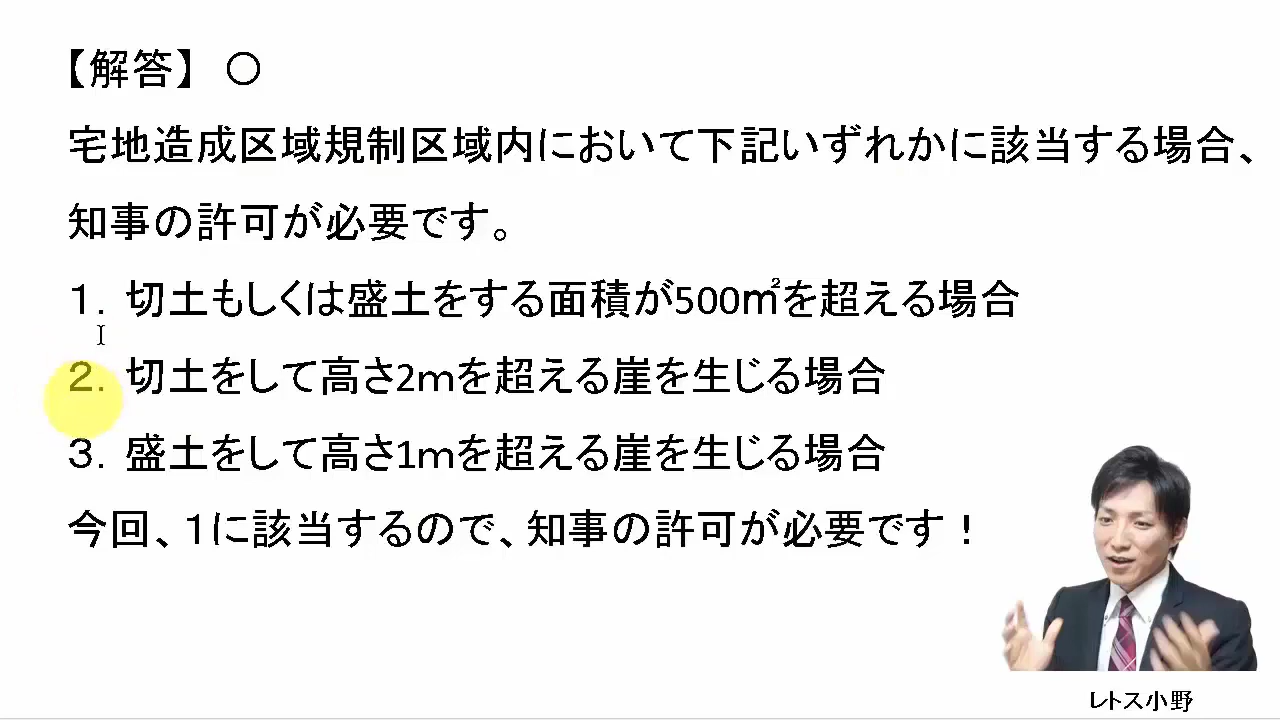 【解答】 ○
宅地造成区域規制区域内において下記いずれかに該当する場合、
知事の許可が必要です。
１．切土もしくは盛土をする面積が500㎡を超える場合
２．切土をして高さ2mを超える崖を生じる場合
３．盛土をして高さ1mを超える崖を生じる場合
今回、１に該当するので、知事の許可が必要です！
レトス小野